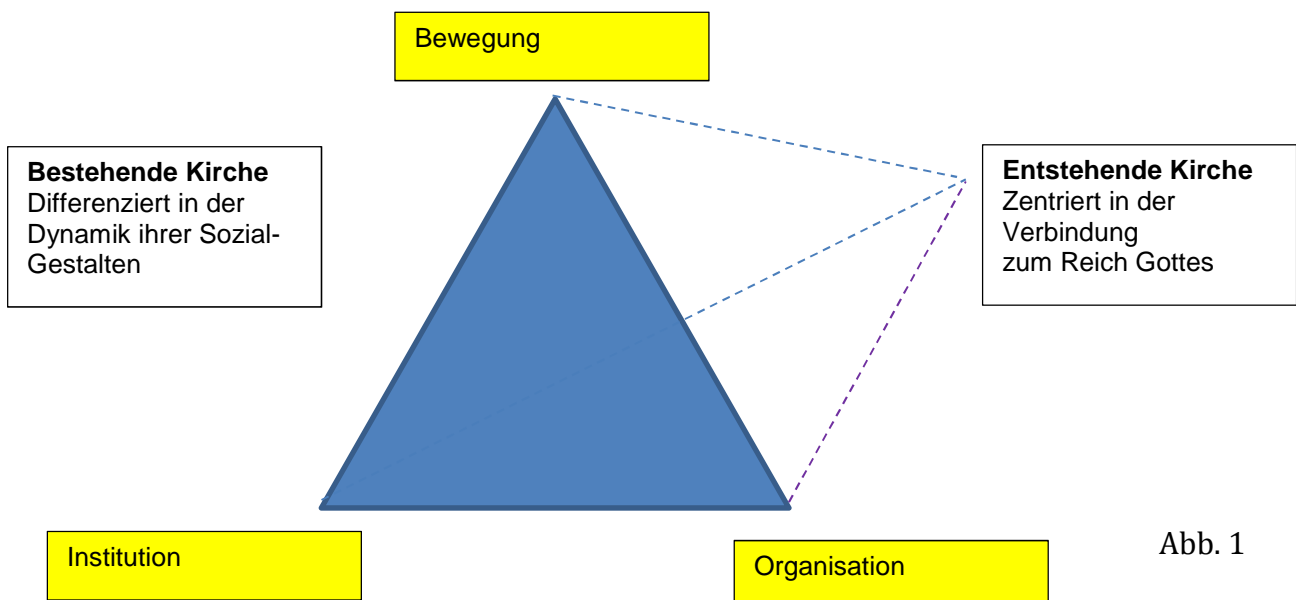 Bewegung
Bestehende Kirche
Differenziert in der
Dynamik ihrer Sozial-
Gestalten
Entstehende Kirche
Zentriert in der
Verbindung
zum Reich Gottes
Institution
Organisation
Abb. 1